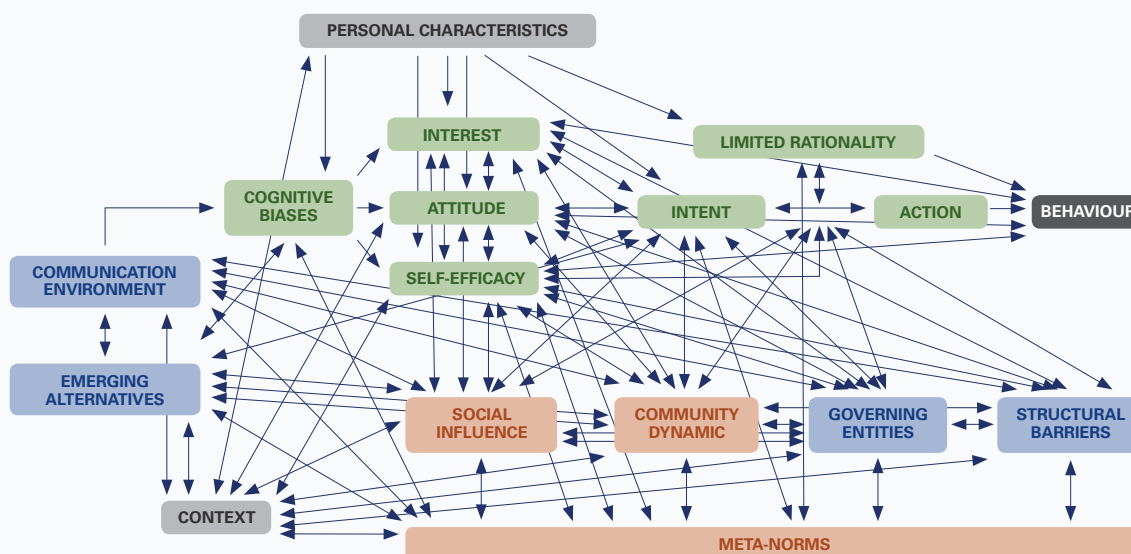 PERSONAL CHARACTERISTICS
INTEREST
LIMITED RATIONALITY
COGNITIVE
BIASES
ATTITUDE
INTENT
ACTION
BEHAVIOUR
COMMUNICATION
ENVIRONMENT
SELF-EFFICACY
EMERGING
ALTERNATIVES
SOCIAL
INFLUENCE
COMMUNITY
DYNAMIC
GOVERNING
ENTITIES
STRUCTURAL
BARRIERS
CONTEXT
META-NORMS